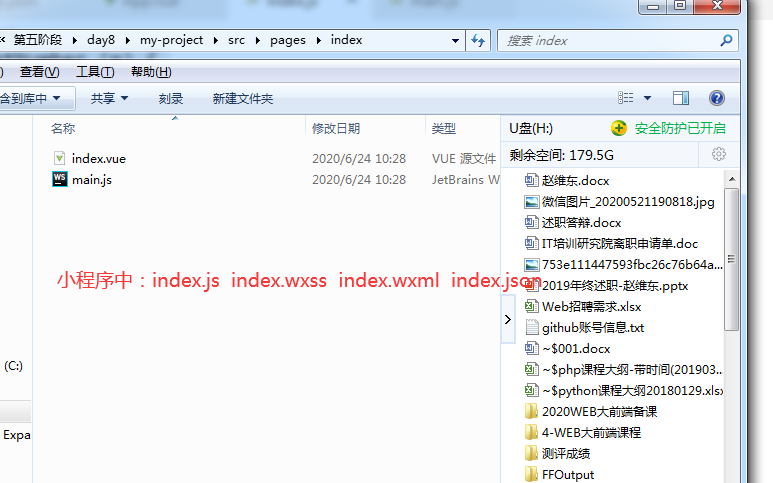 第五阶段 day8 my-project src pages index
搜索 index
查看(V) 工具(T) 帮助(H)
含到库中 共享 刻录 新建文件夹
名称 修改日期 类型
index.vue 2020/6/24 10:28 VUE 源文件
main.js 2020/6/24 10:28 JetBrains W
小程序中：index.js index.wxss index.wxml index.json
(C:)
Expa
U盘(H:) 安全防护已开启
剩余空间: 179.5G
赵维东.docx
微信图片_20200521190818.jpg
述职答辩.docx
IT培训研究院离职申请单.doc
753e111447593fbc26c76b64a...
2019年终述职-赵维东.pptx
Web招聘需求.xlsx
github账号信息.txt
~$001.docx
~$php课程大纲-带时间(201903...
~$python课程大纲20180129.xlsx
2020WEB大前端备课
4-WEB大前端课程
测评成绩
FFOutput